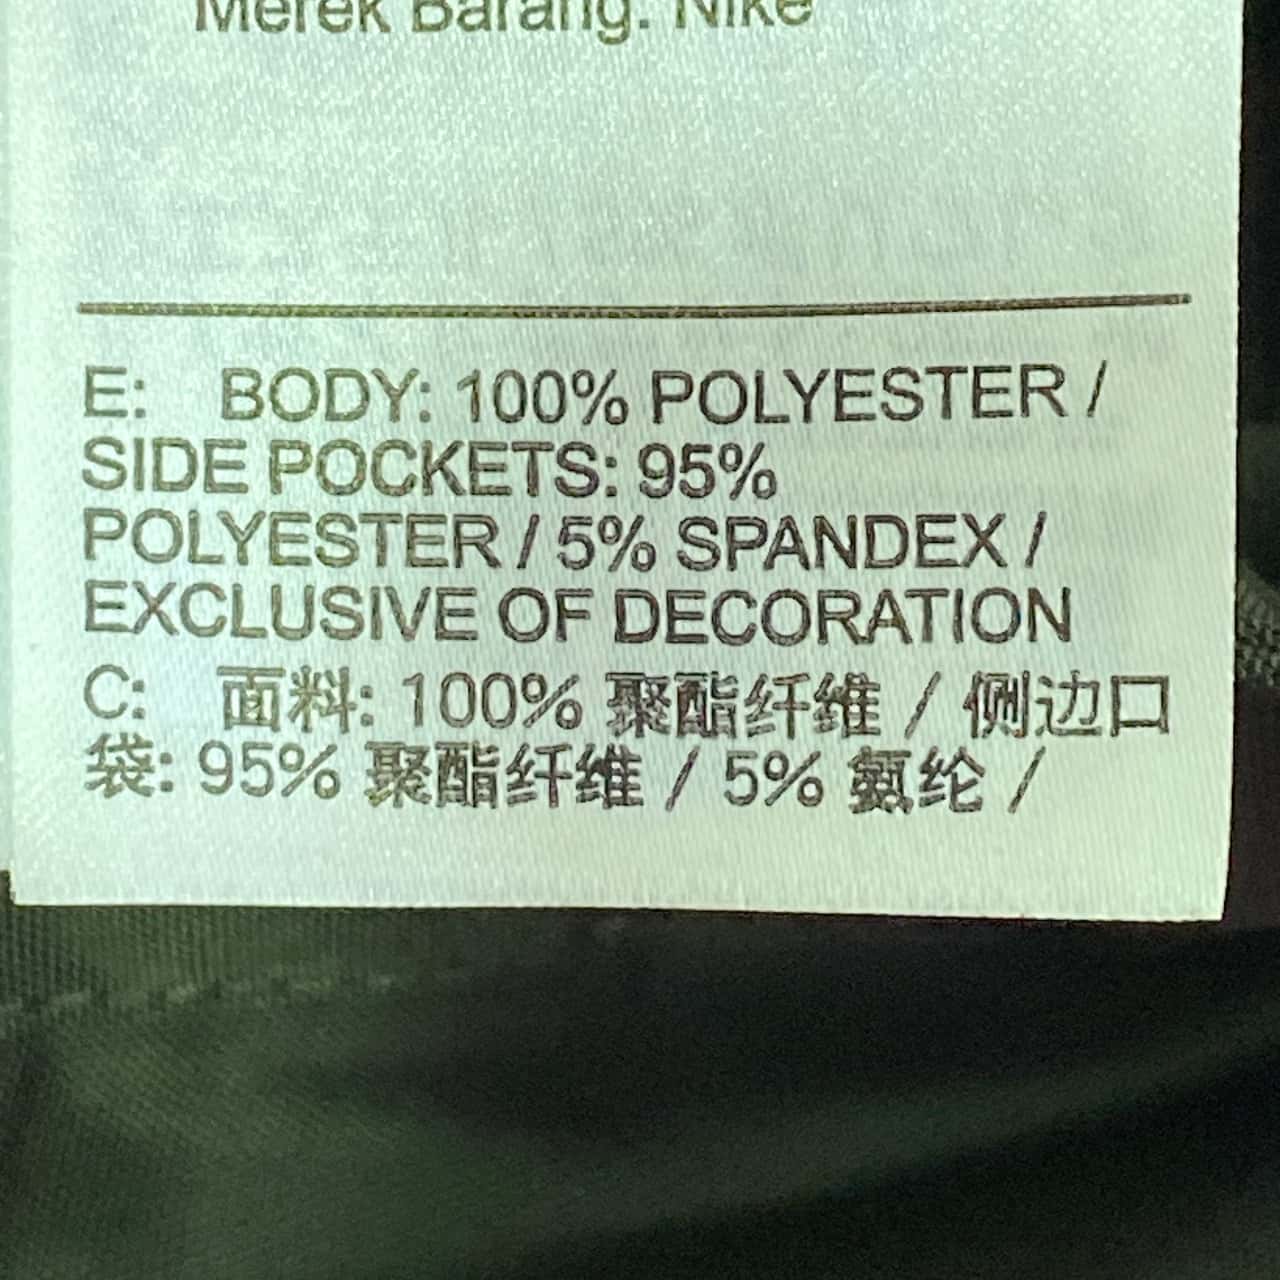 Merek Barang: Nike
E: BODY: 100% POLYESTER /
SIDE POCKETS: 95%
POLYESTER / 5% SPANDEX /
EXCLUSIVE OF DECORATION
C: 面料: 100% 聚酯纤维 / 侧边口
袋: 95% 聚酯纤维 / 5% 氨纶 /